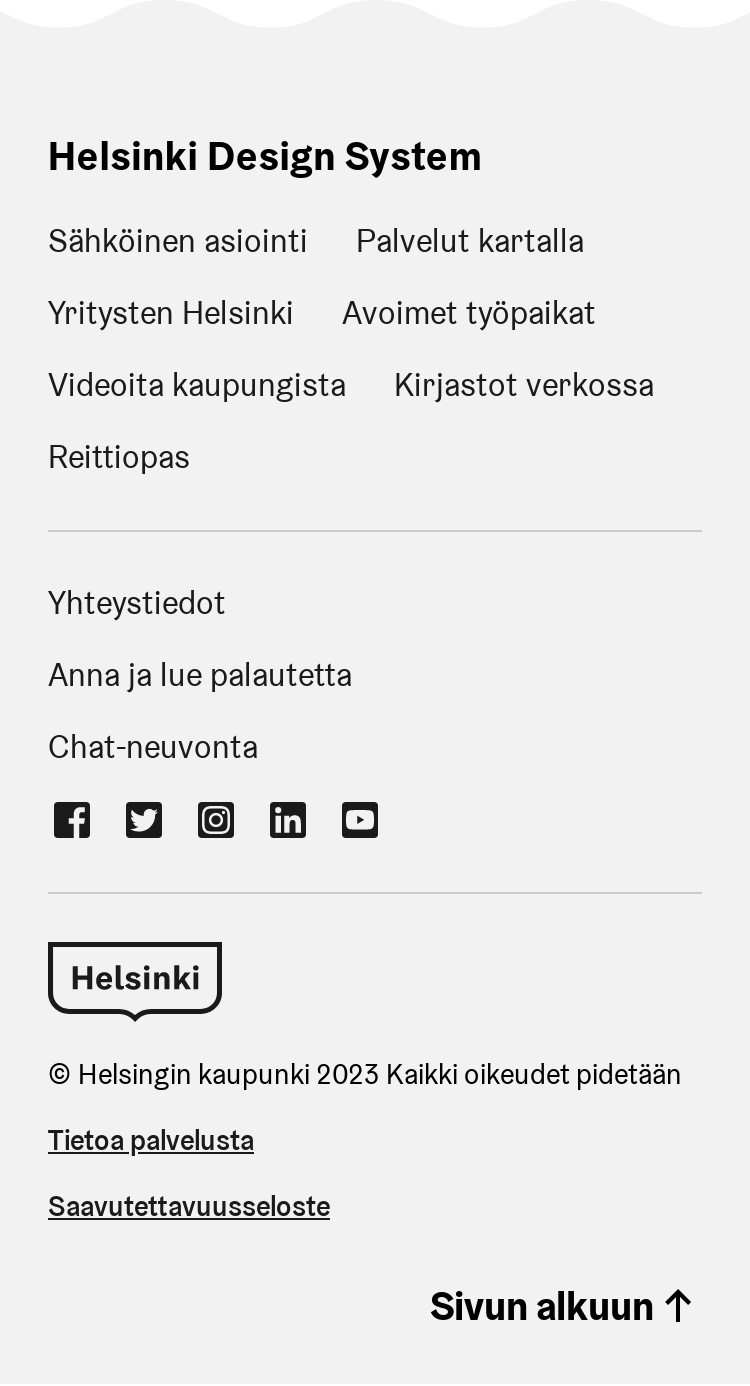 Helsinki Design System
Sähköinen asiointi Palvelut kartalla
Yritysten Helsinki Avoimet työpaikat
Videoita kaupungista Kirjastot verkossa
Reittiopas
Yhteystiedot
Anna ja lue palautetta
Chat-neuvonta
Helsinki
© Helsingin kaupunki 2023 Kaikki oikeudet pidetään
Tietoa palvelusta
Saavutettavuusseloste
Sivun alkuun ↑